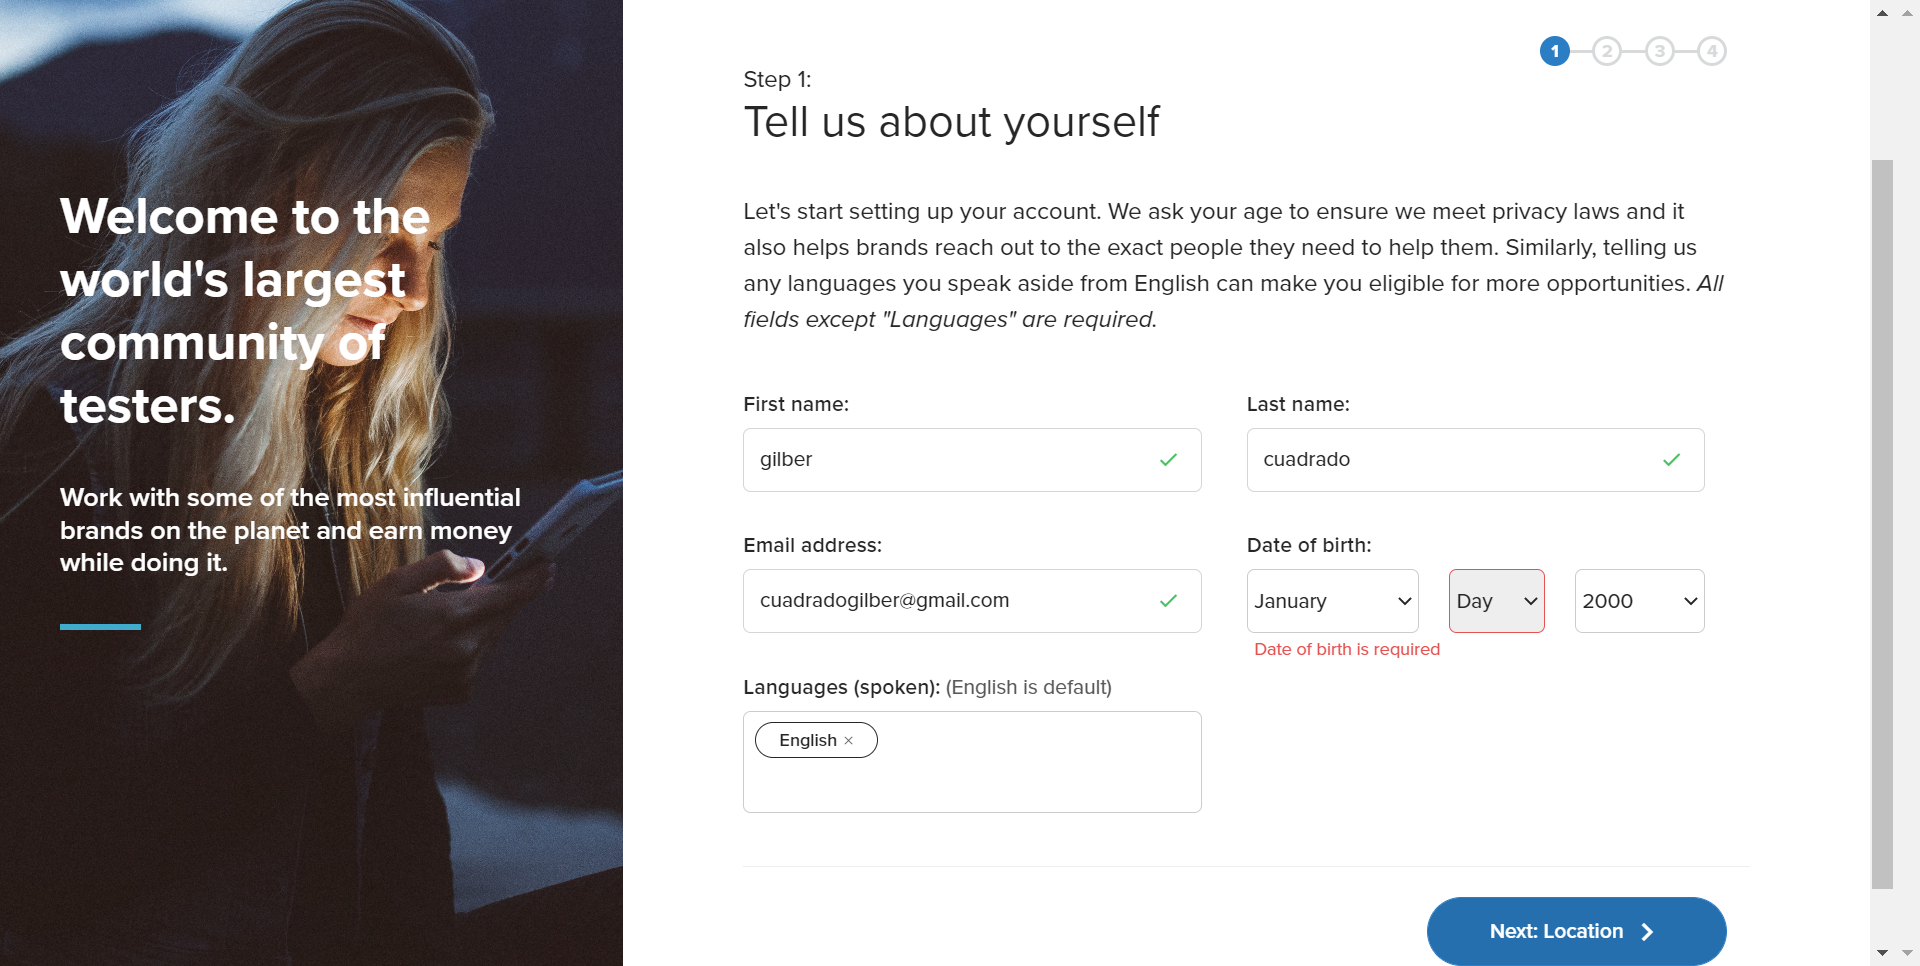 Welcome to the
world's largest
community of
testers.
Work with some of the most influential
brands on the planet and earn money
while doing it.
1 2 3 4
Step 1:
Tell us about yourself
Let's start setting up your account. We ask your age to ensure we meet privacy laws and it
also helps brands reach out to the exact people they need to help them. Similarly, telling us
any languages you speak aside from English can make you eligible for more opportunities. All
fields except "Languages" are required.
First name:
Last name:
gilber
cuadrado
Email address:
Date of birth:
cuadradogilber@gmail.com
January
Day
2000
Date of birth is required
Languages (spoken): (English is default)
English ×
Next: Location